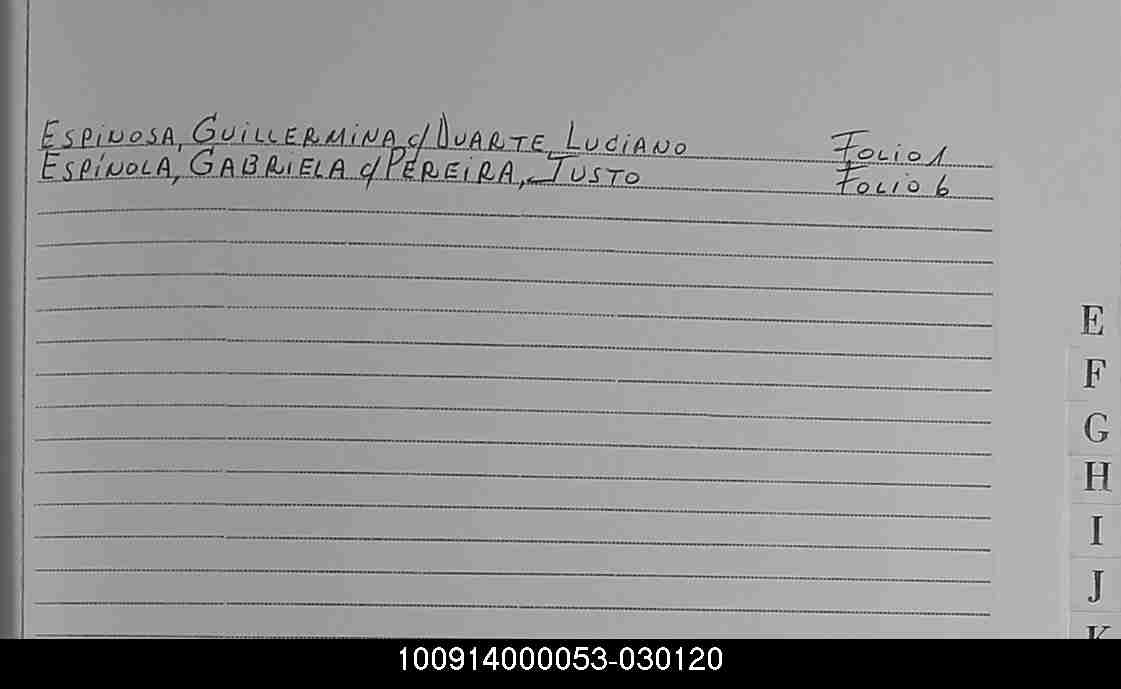 ESPINOSA, GUILLERMINA c/ DUARTE, LUCIANO FOLIO 1
ESPÍNOLA, GABRIELA c/ PEREIRA, JUSTO FOLIO 6
E
F
G
H
I
J
K
100914000053-030120